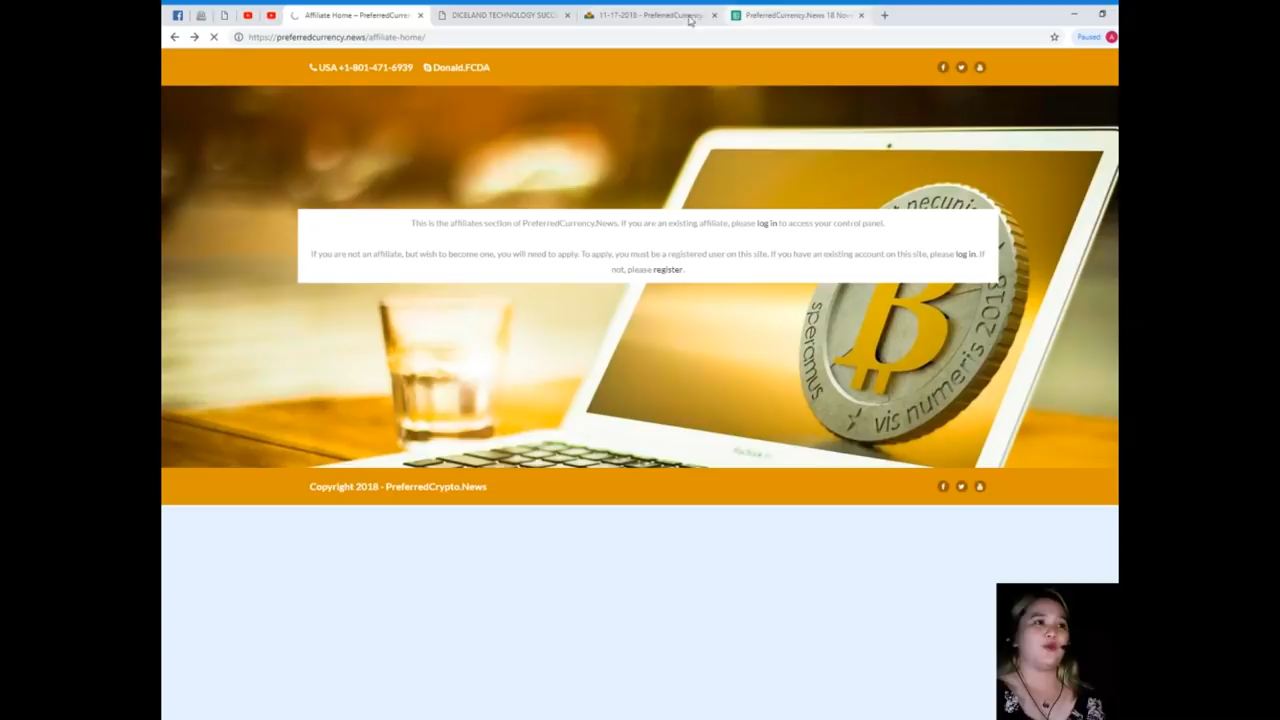 Affiliate Home – PreferredCurre
DICELAND TECHNOLOGY SUCC
11-17-2018 - PreferredCurrency
PreferredCurrency.News 18 Nov
https://preferredcurrency.news/affiliate-home/
Paused
A
USA +1-801-471-6939 Donald.FCDA
This is the affiliates section of PreferredCurrency.News. If you are an existing affiliate, please log in to access your control panel.
If you are not an affiliate, but wish to become one, you will need to apply. To apply, you must be a registered user on this site. If you have an existing account on this site, please log in. If
not, please register.
necunia
B
speramus
vis numeris 2018
Copyright 2018 - PreferredCrypto.News